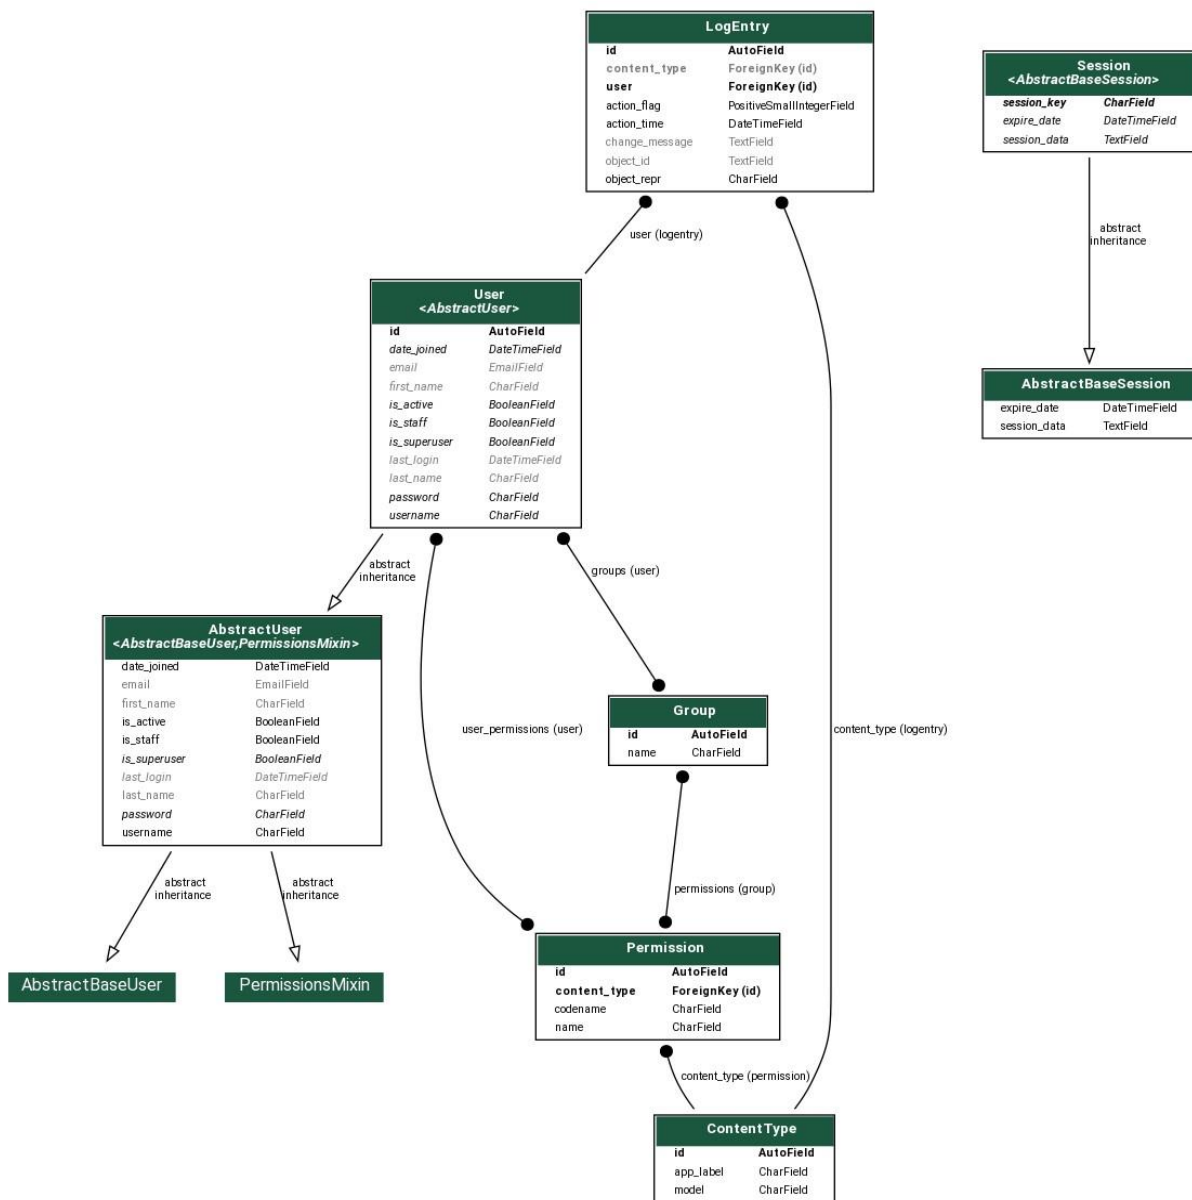 LogEntry
id AutoField
content_type ForeignKey (id)
user ForeignKey (id)
action_flag PositiveSmallIntegerField
action_time DateTimeField
change_message TextField
object_id TextField
object_repr CharField
Session
<AbstractBaseSession>
session_key CharField
expire_date DateTimeField
session_data TextField
user (logentry)
abstract
inheritance
User
<AbstractUser>
id AutoField
date_joined DateTimeField
email EmailField
first_name CharField
is_active BooleanField
is_staff BooleanField
is_superuser BooleanField
last_login DateTimeField
last_name CharField
password CharField
username CharField
AbstractBaseSession
expire_date DateTimeField
session_data TextField
abstract
inheritance
groups (user)
AbstractUser
<AbstractBaseUser,PermissionsMixin>
date_joined DateTimeField
email EmailField
first_name CharField
is_active BooleanField
is_staff BooleanField
is_superuser BooleanField
last_login DateTimeField
last_name CharField
password CharField
username CharField
user_permissions (user)
Group
id AutoField
name CharField
content_type (logentry)
abstract
inheritance
abstract
inheritance
permissions (group)
AbstractBaseUser
PermissionsMixin
Permission
id AutoField
content_type ForeignKey (id)
codename CharField
name CharField
content_type (permission)
ContentType
id AutoField
app_label CharField
model CharField